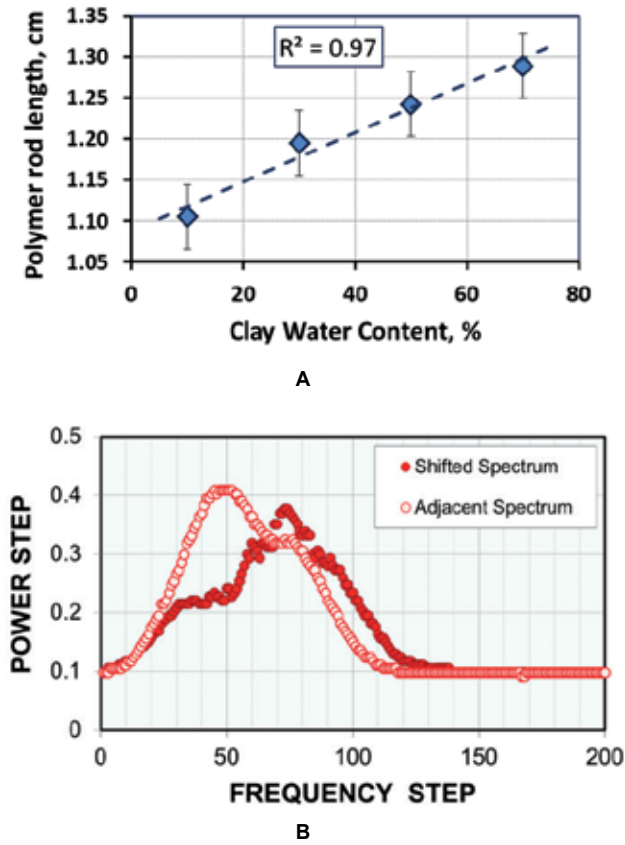 1.35
1.30
1.25
1.20
1.15
1.10
1.05
Polymer rod length, cm
R² = 0.97
0 20 40 60 80
Clay Water Content, %
A
0.5
0.4
0.3
0.2
0.1
0
POWER STEP
Shifted Spectrum
Adjacent Spectrum
0 50 100 150 200
FREQUENCY STEP
B